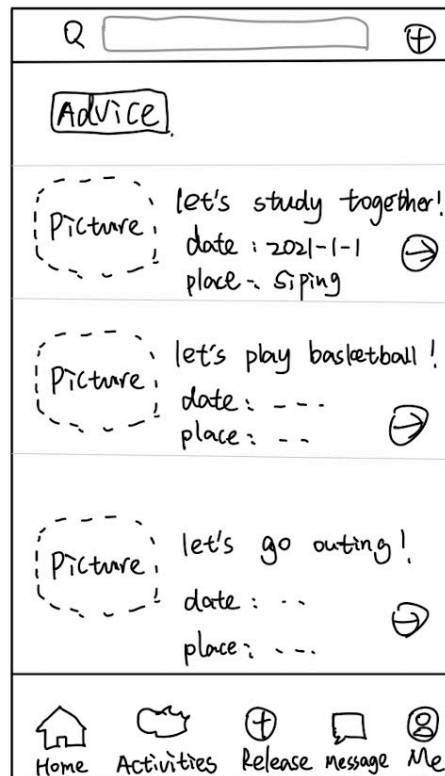 Advice
Picture
let's study together!
date : 2021-1-1
place : Siping
Picture
let's play basketball!
date : - - -
place : - -
Picture
let's go outing!
date : - -
place : - - -
Home Activities Release Message Me